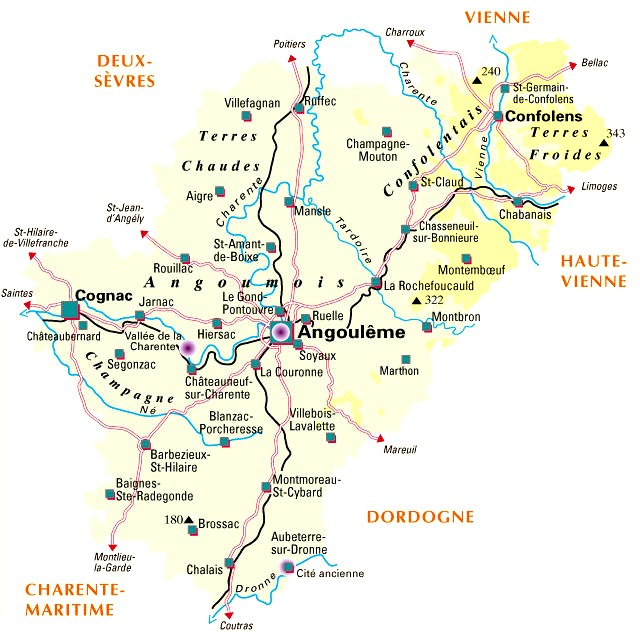 VIENNE
Charroux
Poitiers
DEUX-
SÈVRES
240
Bellac
Charente
St-Germain-
de-Confolens
Villefagnan
Ruffec
Confolens
Terres
Froides
343
Terres
Chaudes
Champagne-
Mouton
Confolentais
Vienne
St-Claud
Limoges
Aigre
Charente
Mansle
Chabanais
St-Jean-
d'Angély
Tardoire
Chasseneuil-
sur-Bonnieure
St-Hilaire-
de-Villefranche
St-Amant-
de-Boixe
HAUTE-
VIENNE
Rouillac
Montembœuf
Angoumois
La Rochefoucauld
Saintes
Cognac
Jarnac
Le Gond-
Pontouvre
322
Ruelle
Montbron
Châteaubernard
Vallée de la
Charente
Hiersac
Angoulême
Segonzac
Soyaux
Marthon
Champagne
Châteauneuf-
sur-Charente
La Couronne
Né
Blanzac-
Porcheresse
Villebois-
Lavalette
Mareuil
Barbezieux-
St-Hilaire
Baignes-
Ste-Radegonde
Montmoreau-
St-Cybard
180
Brossac
DORDOGNE
Montlieu-
la-Garde
Aubeterre-
sur-Dronne
Chalais
Dronne
Cité ancienne
CHARENTE-
MARITIME
Coutras